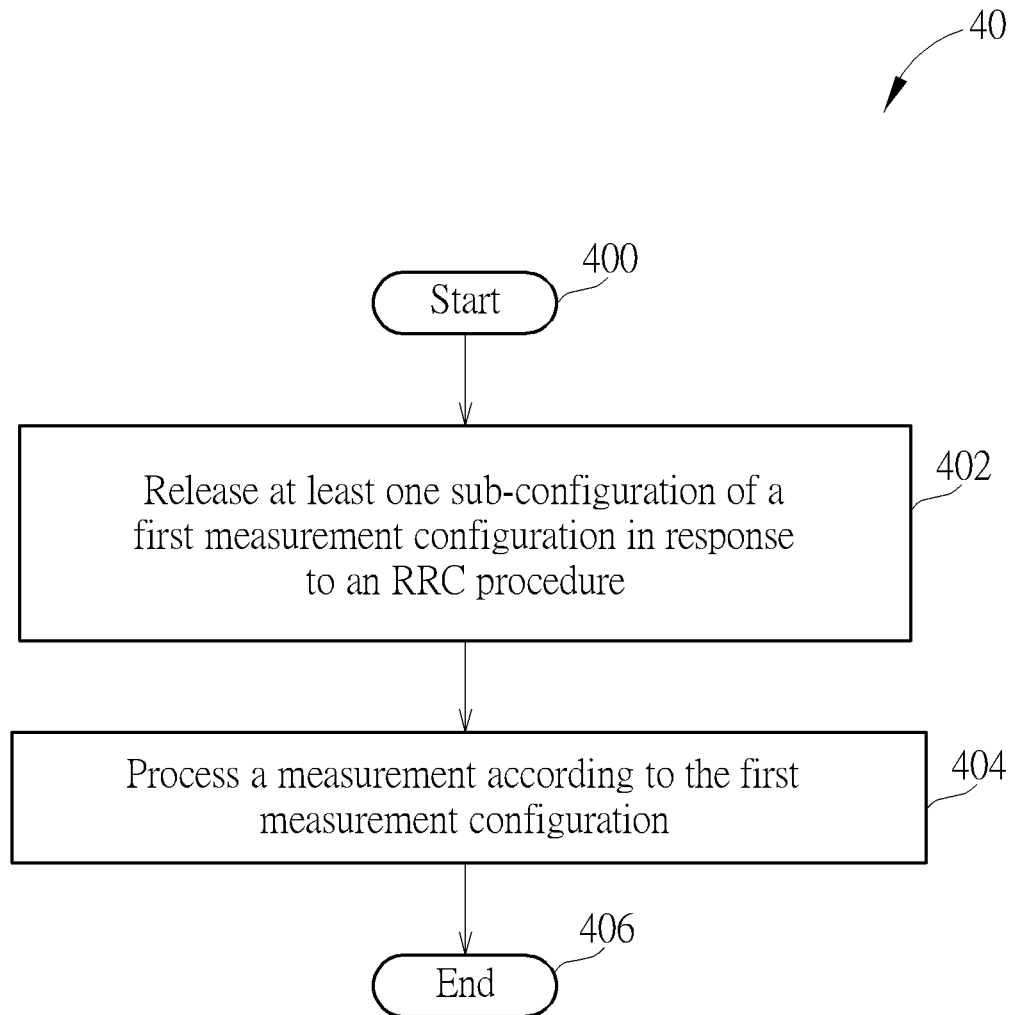 40
400
Start
402
Release at least one sub-configuration of a
first measurement configuration in response
to an RRC procedure
404
Process a measurement according to the first
measurement configuration
406
End